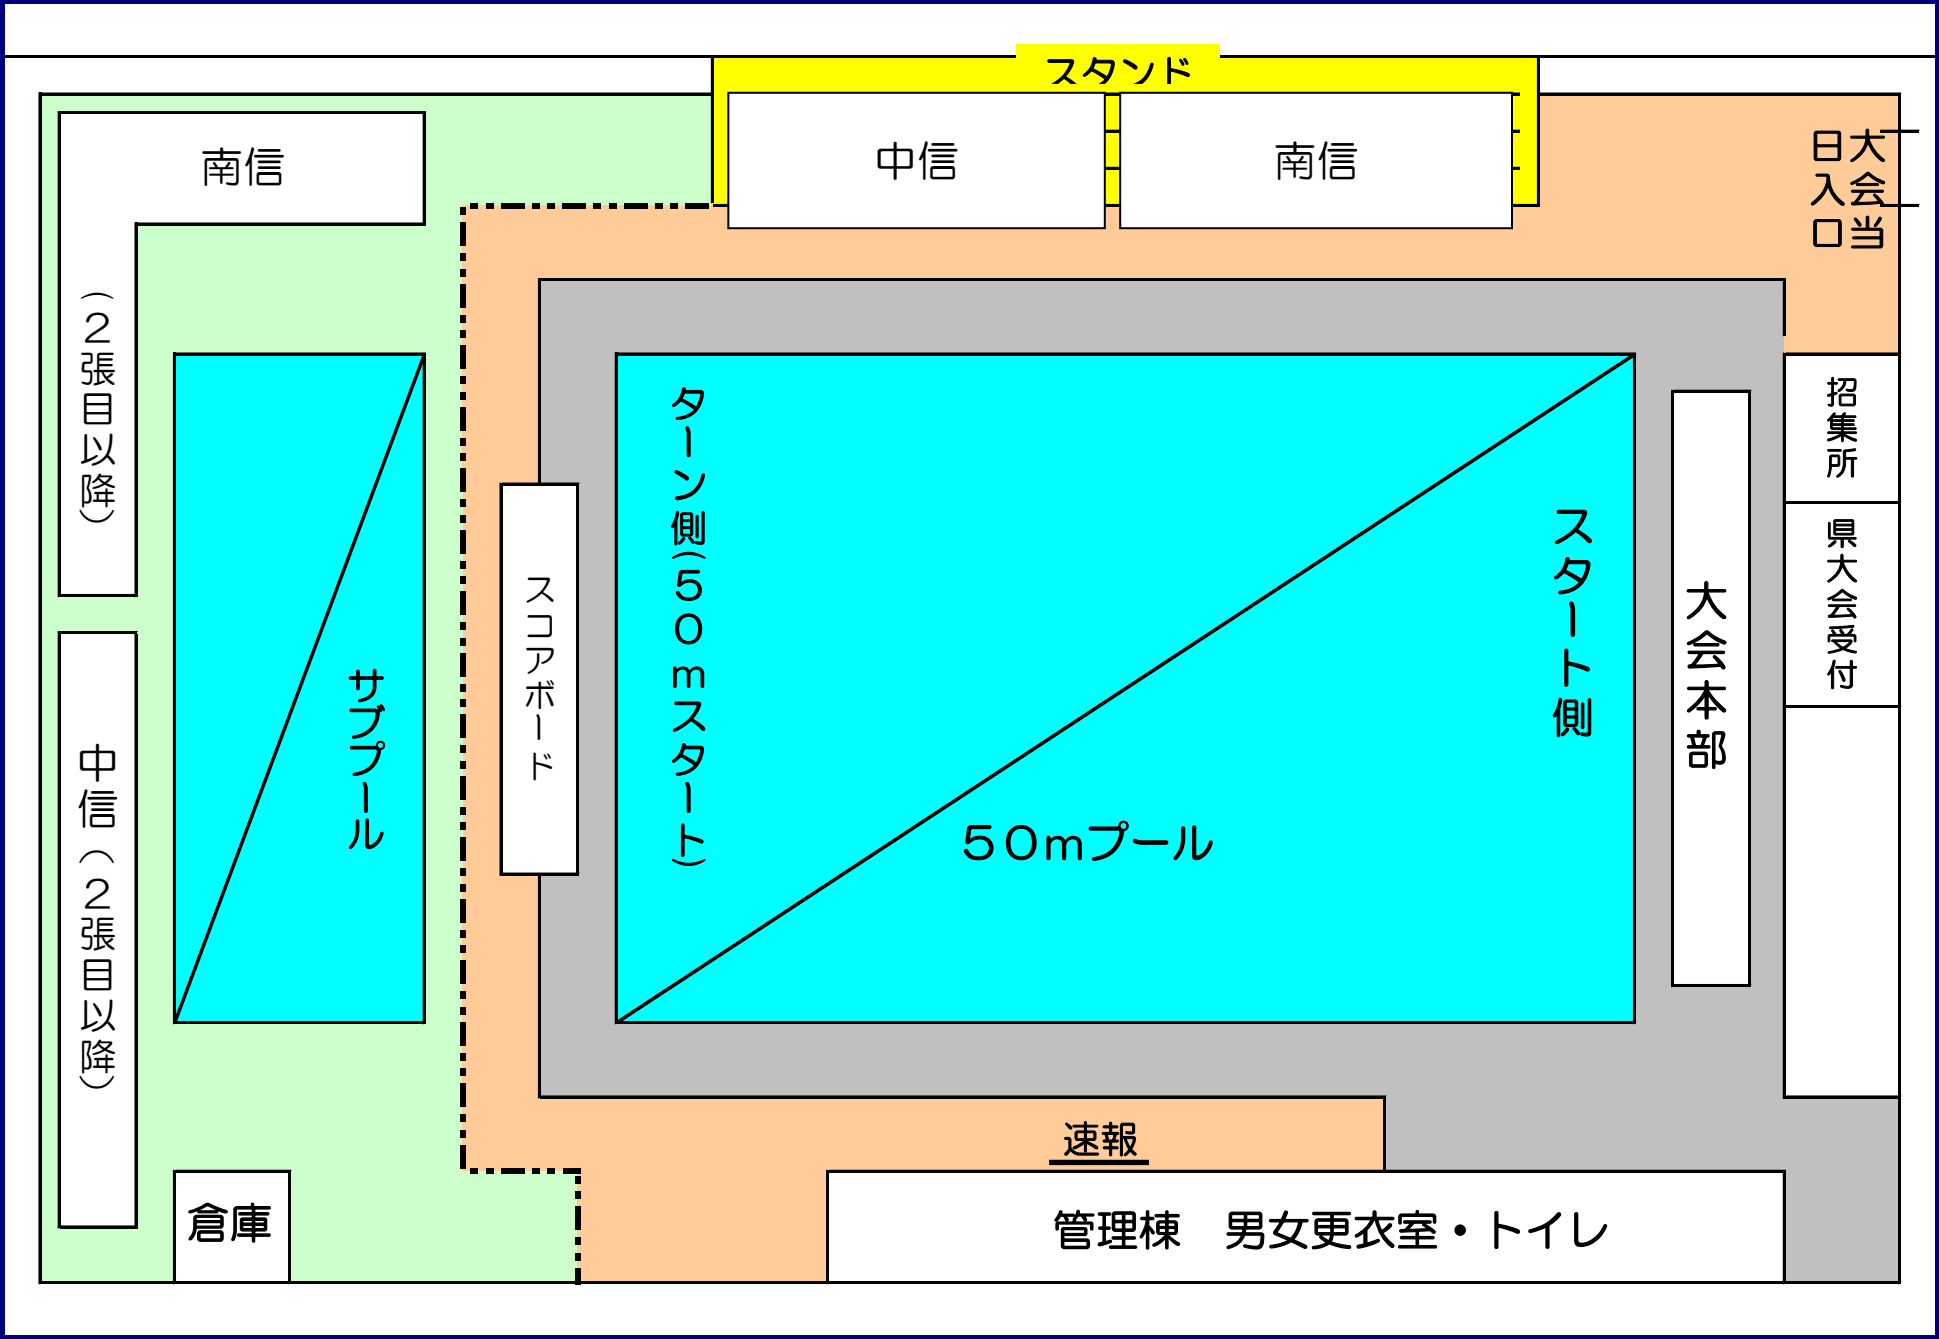 スタンド
南信
中信
南信
大会当
日入口
（２張目以降）
ターン側（５０ｍスタート）
招集所
県大会受付
スタート側
スコアボード
大会本部
サブプール
中信（２張目以降）
５０ｍプール
速報
倉庫
管理棟　男女更衣室・トイレ